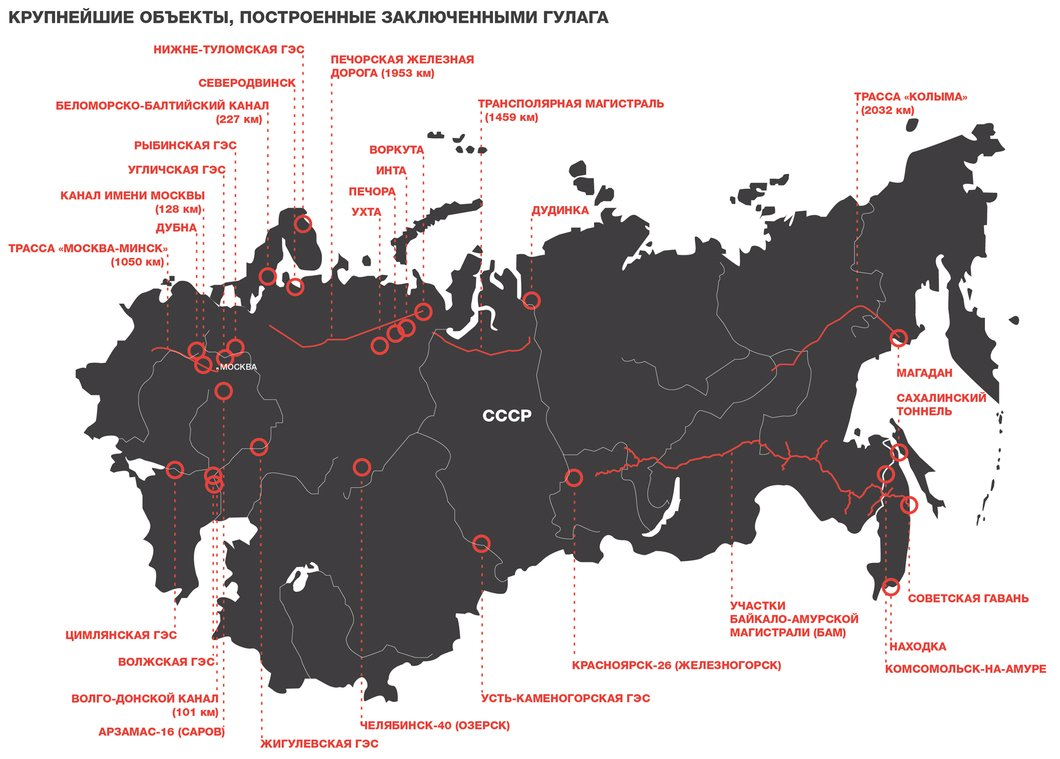 КРУПНЕЙШИЕ ОБЪЕКТЫ, ПОСТРОЕННЫЕ ЗАКЛЮЧЕННЫМИ ГУЛАГА
НИЖНЕ-ТУЛОМСКАЯ ГЭС
ПЕЧОРСКАЯ ЖЕЛЕЗНАЯ
ДОРОГА (1953 км)
СЕВЕРОДВИНСК
БЕЛОМОРСКО-БАЛТИЙСКИЙ КАНАЛ
(227 км)
ТРАНСПОЛЯРНАЯ МАГИСТРАЛЬ
(1459 км)
ТРАССА «КОЛЫМА»
(2032 км)
РЫБИНСКАЯ ГЭС
ВОРКУТА
УГЛИЧСКАЯ ГЭС
ИНТА
КАНАЛ ИМЕНИ МОСКВЫ
(128 км)
ПЕЧОРА
УХТА
ДУДИНКА
ДУБНА
ТРАССА «МОСКВА-МИНСК»
(1050 км)
МОСКВА
СССР
МАГАДАН
САХАЛИНСКИЙ
ТОННЕЛЬ
СОВЕТСКАЯ ГАВАНЬ
УЧАСТКИ
БАЙКАЛО-АМУРСКОЙ
МАГИСТРАЛИ (БАМ)
ЦИМЛЯНСКАЯ ГЭС
НАХОДКА
ВОЛЖСКАЯ ГЭС
КРАСНОЯРСК-26 (ЖЕЛЕЗНОГОРСК)
КОМСОМОЛЬСК-НА-АМУРЕ
ВОЛГО-ДОНСКОЙ КАНАЛ
(101 км)
УСТЬ-КАМЕНОГОРСКАЯ ГЭС
АРЗАМАС-16 (САРОВ)
ЧЕЛЯБИНСК-40 (ОЗЕРСК)
ЖИГУЛЕВСКАЯ ГЭС